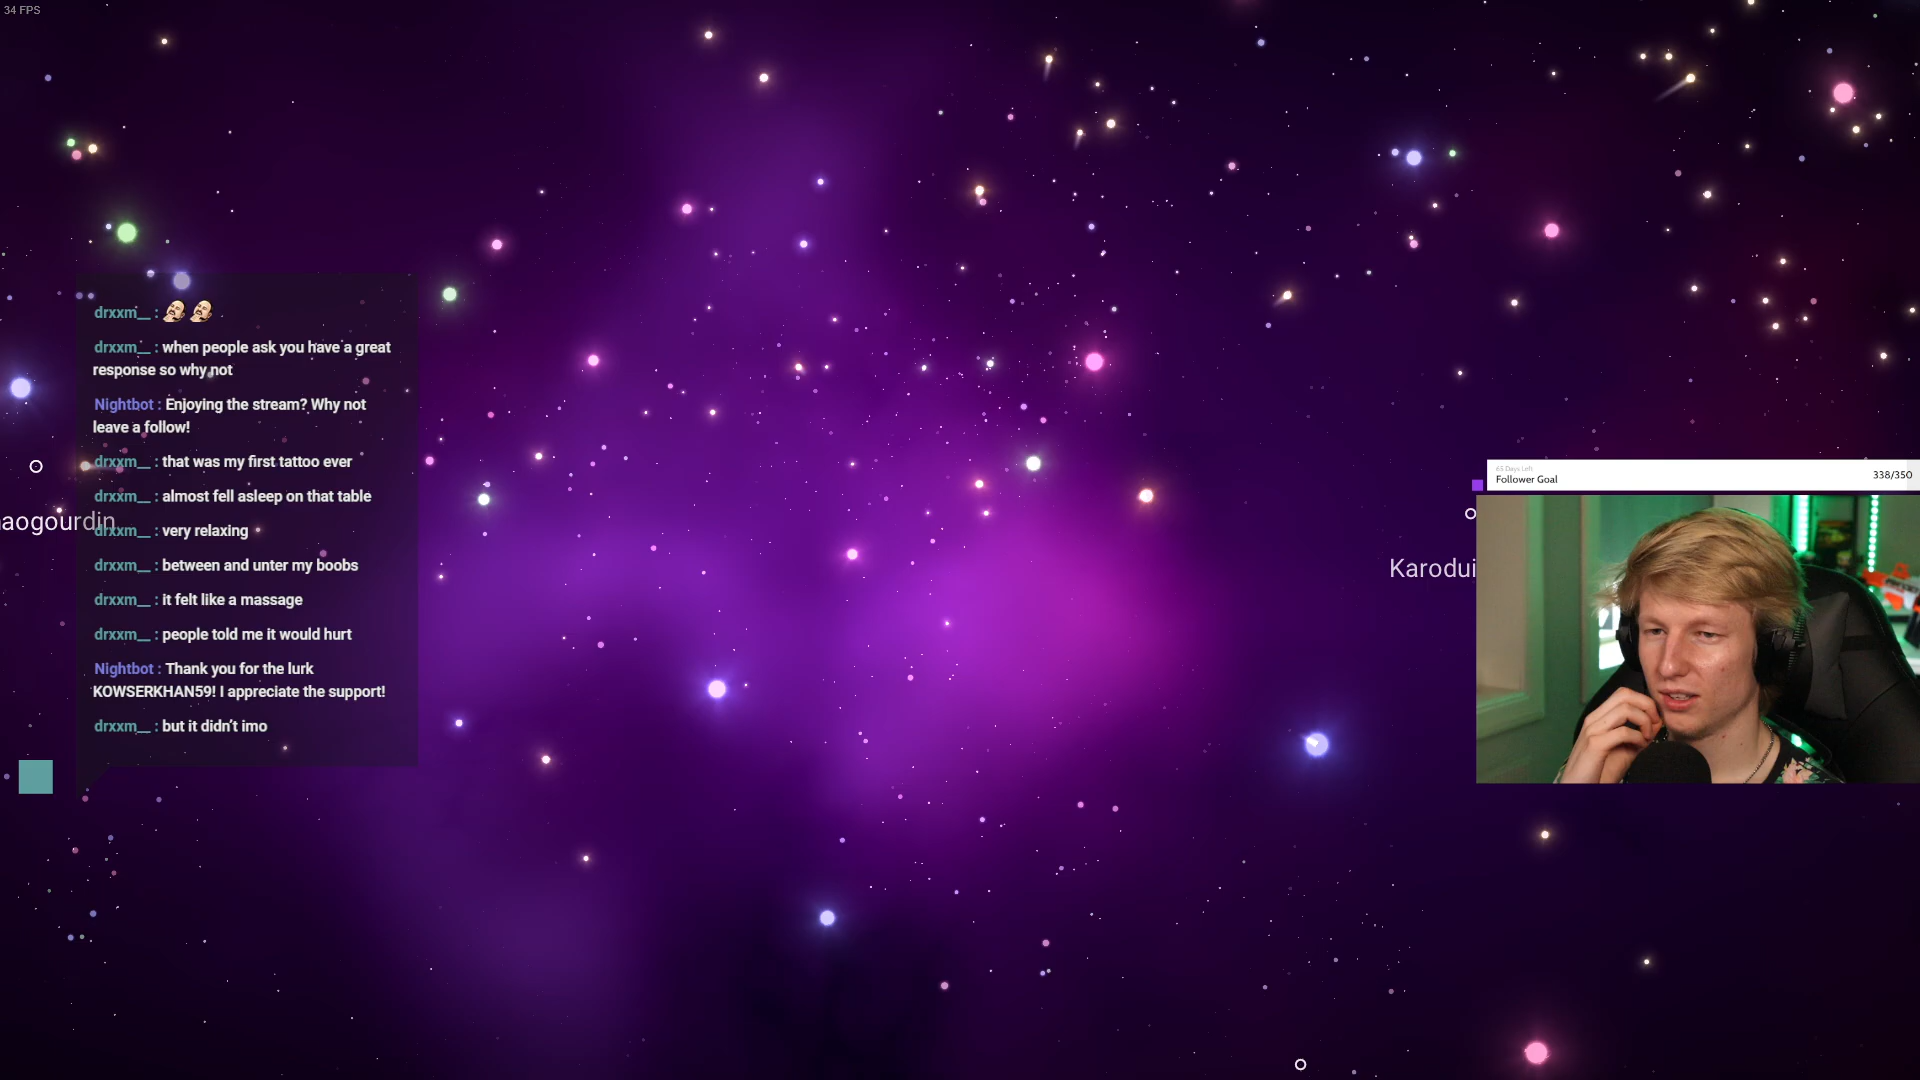 34 FPS
drxxm__ :
drxxm__ : when people ask you have a great
response so why not
Nightbot : Enjoying the stream? Why not
leave a follow!
drxxm__ : that was my first tattoo ever
drxxm__ : almost fell asleep on that table
aogourdin
drxxm__ : very relaxing
drxxm__ : between and unter my boobs
drxxm__ : it felt like a massage
drxxm__ : people told me it would hurt
Nightbot : Thank you for the lurk
KOWSERKHAN59! I appreciate the support!
drxxm__ : but it didn't imo
65 Days Left
Follower Goal
338/350
Karodui